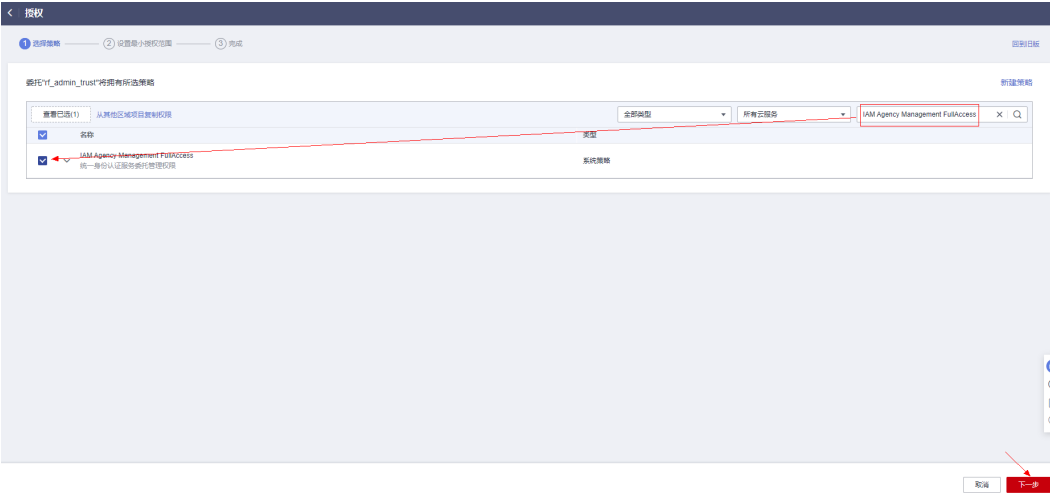 授权
1 选择策略 2 设置最小授权范围 3 完成 回到旧版
委托"rf_admin_trust"将拥有所选策略 新建策略
查看已选(1) 从其他区域项目复制权限 全部类型 所有云服务 IAM Agency Management FullAccess
名称 类型
IAM Agency Management FullAccess 系统策略
统一身份认证服务委托管理权限
取消 下一步